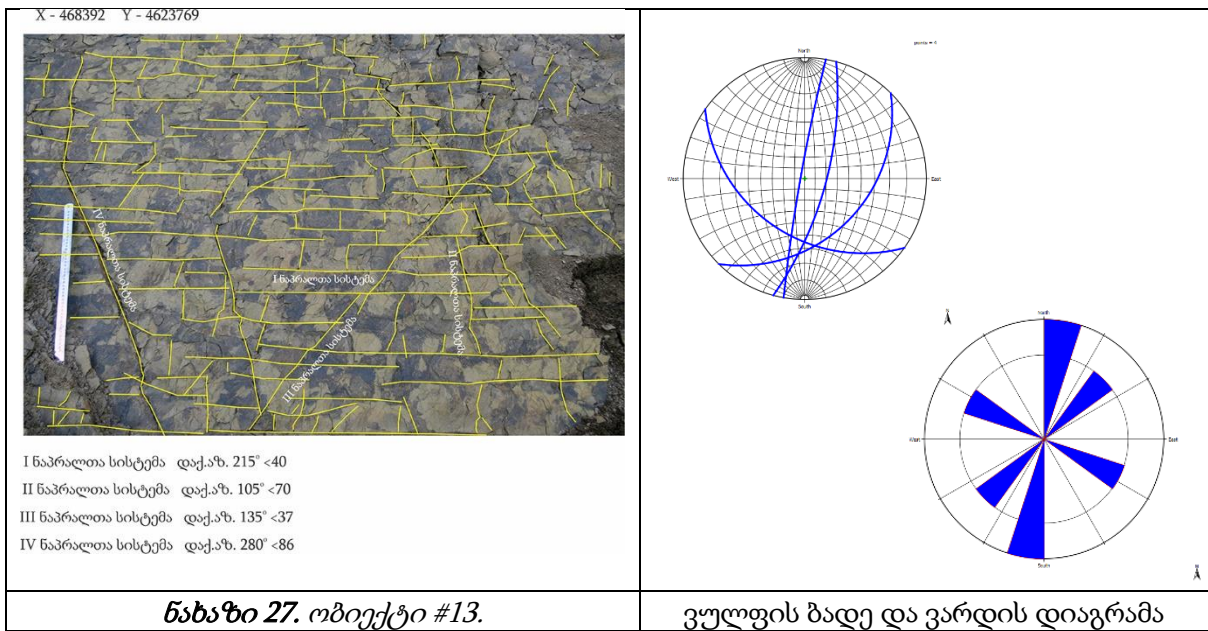 X - 468392 Y - 4623769
IV ნაპრალთა სისტემა
I ნაპრალთა სისტემა
II ნაპრალთა სისტემა
III ნაპრალთა სისტემა
I ნაპრალთა სისტემა დაქ.აზ. 215° <40
II ნაპრალთა სისტემა დაქ.აზ. 105° <70
III ნაპრალთა სისტემა დაქ.აზ. 135° <37
IV ნაპრალთა სისტემა დაქ.აზ. 280° <86
North
West
East
South
N
North
West
East
South
N
ნახაზი 27. ობიექტი #13.
ვულფის ბადე და ვარდის დიაგრამა